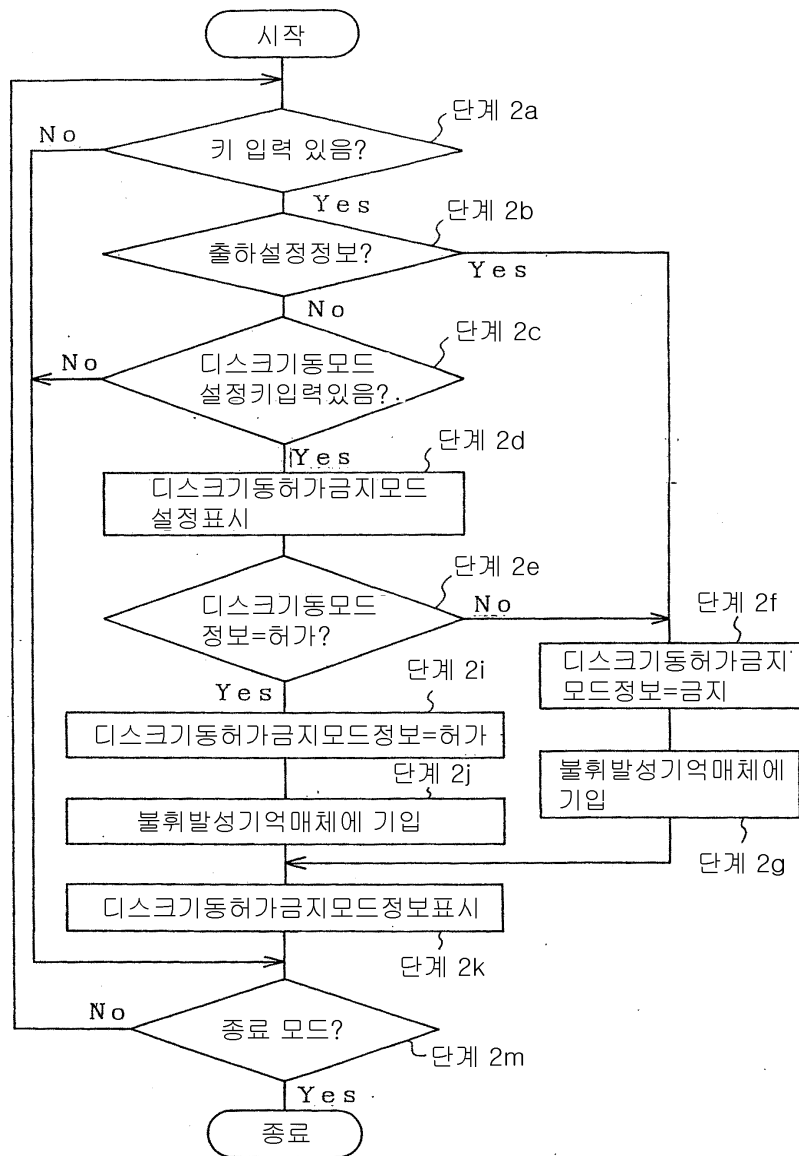 시작
단계 2a
No
키 입력 있음?
Yes
단계 2b
출하설정정보?
Yes
No
단계 2c
No
디스크기동모드
설정키입력있음?
Yes
단계 2d
디스크기동허가금지모드
설정표시
단계 2e
디스크기동모드
정보=허가?
No
단계 2f
디스크기동허가금지
모드정보=금지
Yes
단계 2i
디스크기동허가금지모드정보=허가
불휘발성기억매체에
기입
단계 2j
불휘발성기억매체에 기입
단계 2g
디스크기동허가금지모드정보표시
단계 2k
No
종료 모드?
단계 2m
Yes
종료